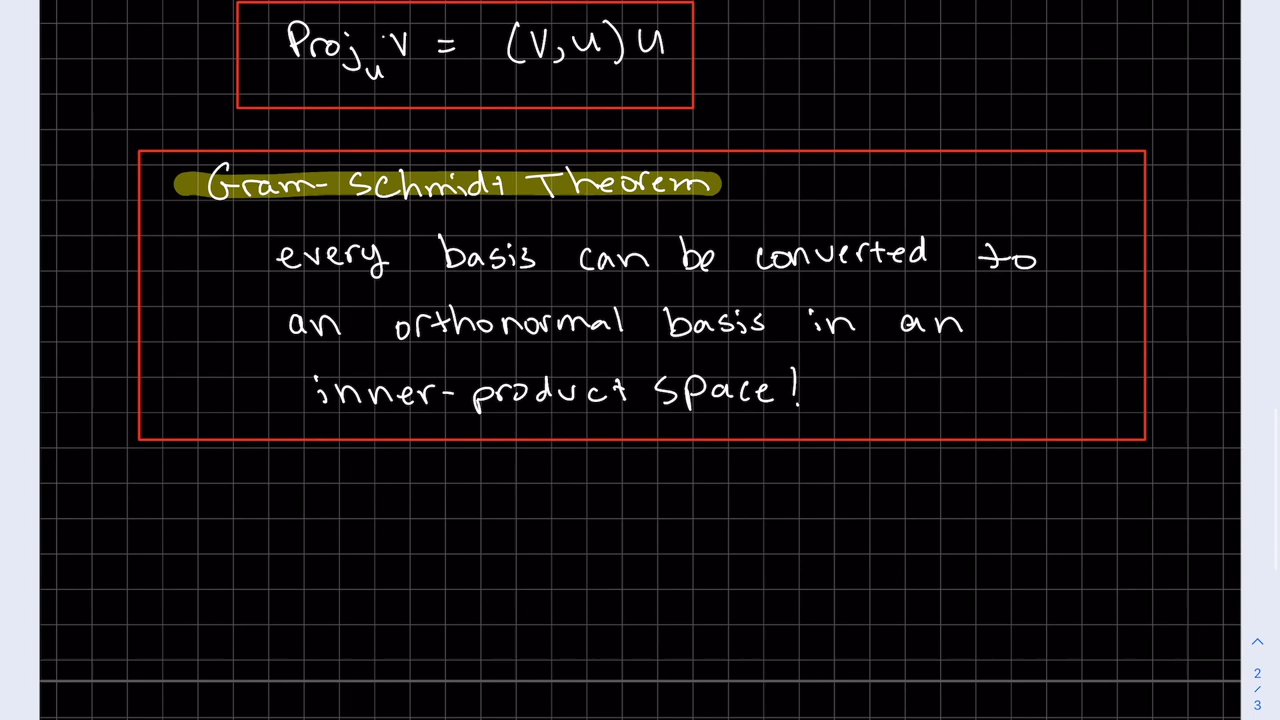 Proj_u v = (v, u) u
Gram-Schmidt Theorem
every basis can be converted to
an orthonormal basis in an
inner-product space!
2
/
3